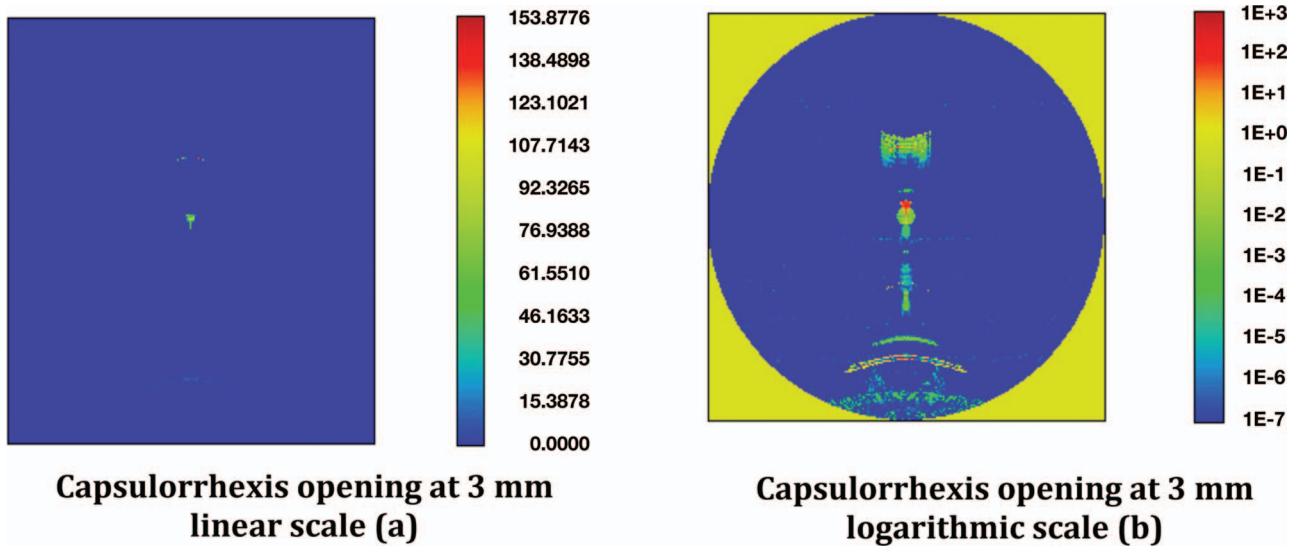 153.8776
138.4898
123.1021
107.7143
92.3265
76.9388
61.5510
46.1633
30.7755
15.3878
0.0000
Capsulorrhexis opening at 3 mm
linear scale (a)
1E+3
1E+2
1E+1
1E+0
1E-1
1E-2
1E-3
1E-4
1E-5
1E-6
1E-7
Capsulorrhexis opening at 3 mm
logarithmic scale (b)